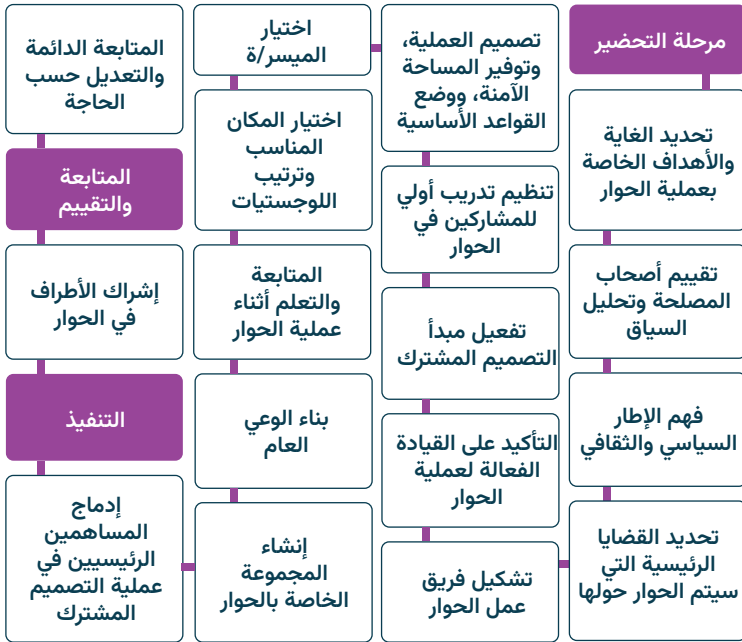 مرحلة التحضير
تحديد الغاية
والأهداف الخاصة
بعملية الحوار
تقييم أصحاب
المصلحة وتحليل
السياق
فهم الإطار
السياسي والثقافي
تحديد القضايا
الرئيسية التي
سيتم الحوار حولها
تشكيل فريق
عمل الحوار
التأكيد على القيادة
الفعالة لعملية
الحوار
تفعيل مبدأ
التصميم المشترك
تنظيم تدريب أولي
للمشاركين في
الحوار
تصميم العملية،
وتوفير المساحة
الآمنة، ووضع
القواعد الأساسية
اختيار
الميسر/ة
اختيار المكان
المناسب
وترتيب
اللوجستيات
المتابعة
والتعلم أثناء
عملية الحوار
بناء الوعي
العام
إنشاء
المجموعة
الخاصة بالحوار
إدماج
المساهمين
الرئيسيين في
عملية التصميم
المشترك
التنفيذ
إشراك الأطراف
في الحوار
المتابعة
والتقييم
المتابعة الدائمة
والتعديل حسب
الحاجة